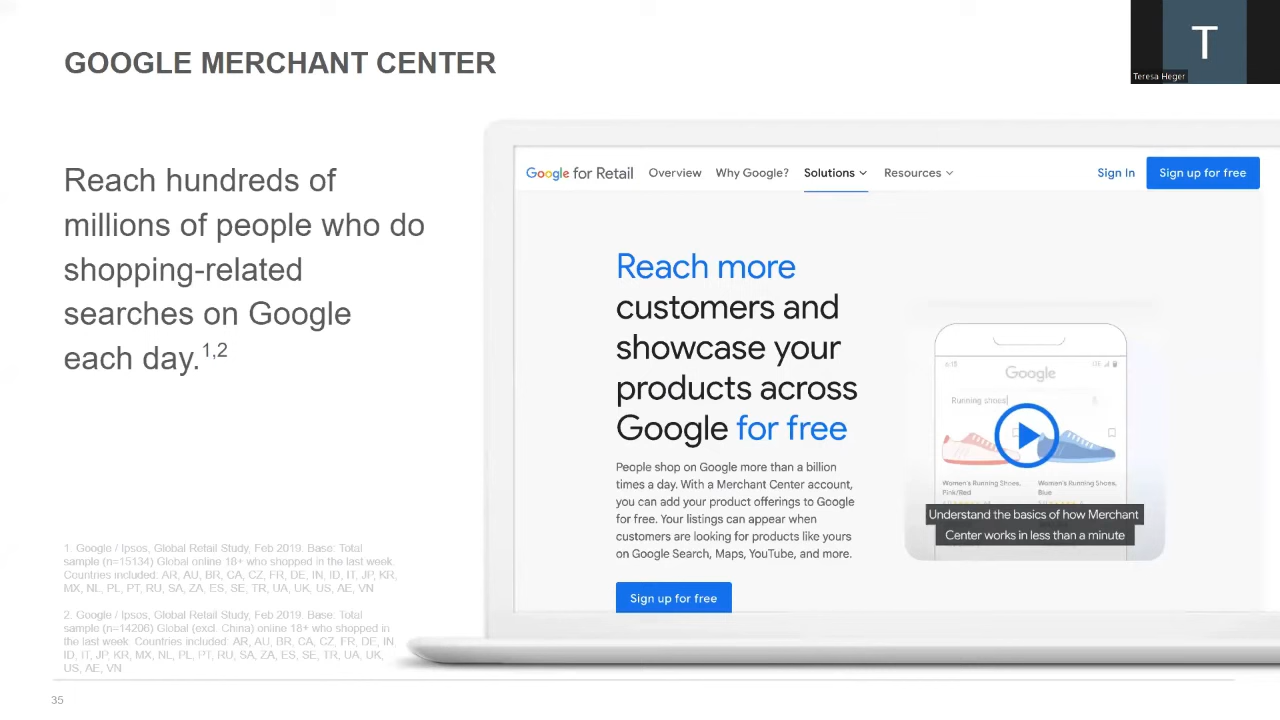 GOOGLE MERCHANT CENTER
T
Teresa Heger
Reach hundreds of
millions of people who do
shopping-related
searches on Google
each day.1,2
Google for Retail Overview Why Google? Solutions Resources Sign In Sign up for free
Reach more
customers and
showcase your
products across
Google for free
People shop on Google more than a billion
times a day. With a Merchant Center account,
you can add your product offerings to Google
for free. Your listings can appear when
customers are looking for products like yours
on Google Search, Maps, YouTube, and more.
Sign up for free
Google
Running shoes
Women's Running Shoes,
Pink/Red
Women's Running Shoes,
Blue
Understand the basics of how Merchant
Center works in less than a minute
1. Google / Ipsos, Global Retail Study, Feb 2019. Base: Total
sample (n=15134) Global online 18+ who shopped in the last week.
Countries included: AR, AU, BR, CA, CZ, FR, DE, IN, ID, IT, JP, KR,
MX, NL, PL, PT, RU, SA, ZA, ES, SE, TR, UA, UK, US, AE, VN
2. Google / Ipsos, Global Retail Study, Feb 2019. Base: Total
sample (n=14206) Global (excl. China) online 18+ who shopped in
the last week. Countries included: AR, AU, BR, CA, CZ, FR, DE, IN,
ID, IT, JP, KR, MX, NL, PL, PT, RU, SA, ZA, ES, SE, TR, UA, UK,
US, AE, VN
35